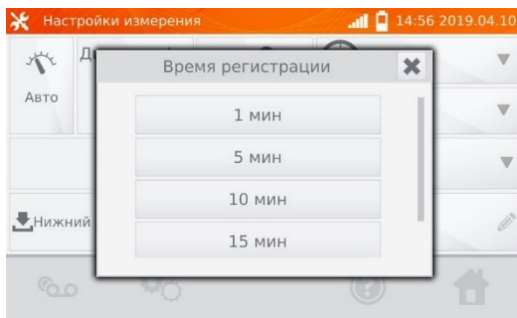 Настройки измерения 14:56 2019.04.10
Время регистрации
Авто
1 мин
5 мин
10 мин
Нижний
15 мин